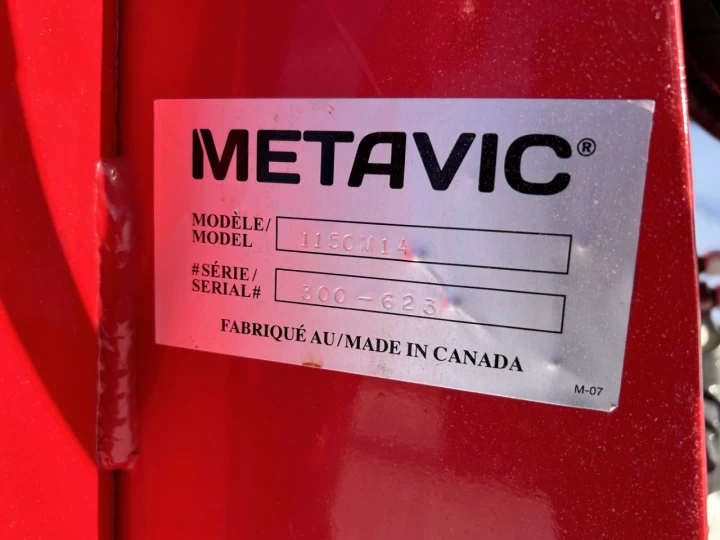 METAVIC®
MODÈLE/
MODEL 1150M14
#SÉRIE/
SERIAL# 300-623
FABRIQUÉ AU/MADE IN CANADA
M-07